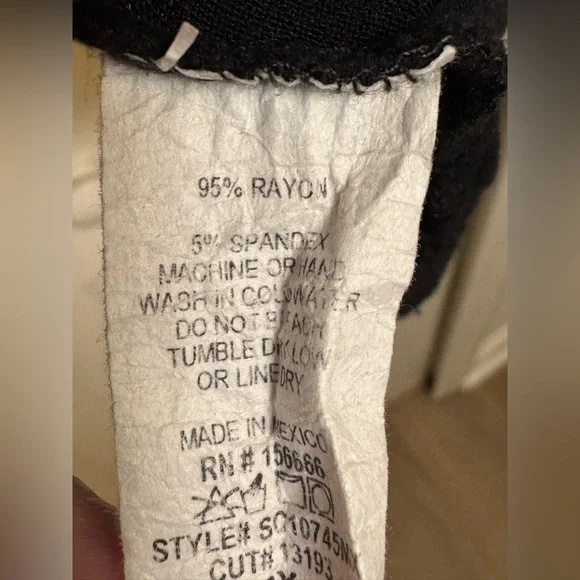 95% RAYON
5% SPANDEX
MACHINE OR HAND
WASH IN COLD WATER
DO NOT BLEACH
TUMBLE DRY LOW
OR LINE DRY
MADE IN MEXICO
RN # 156666
STYLE#
CUT# 13193